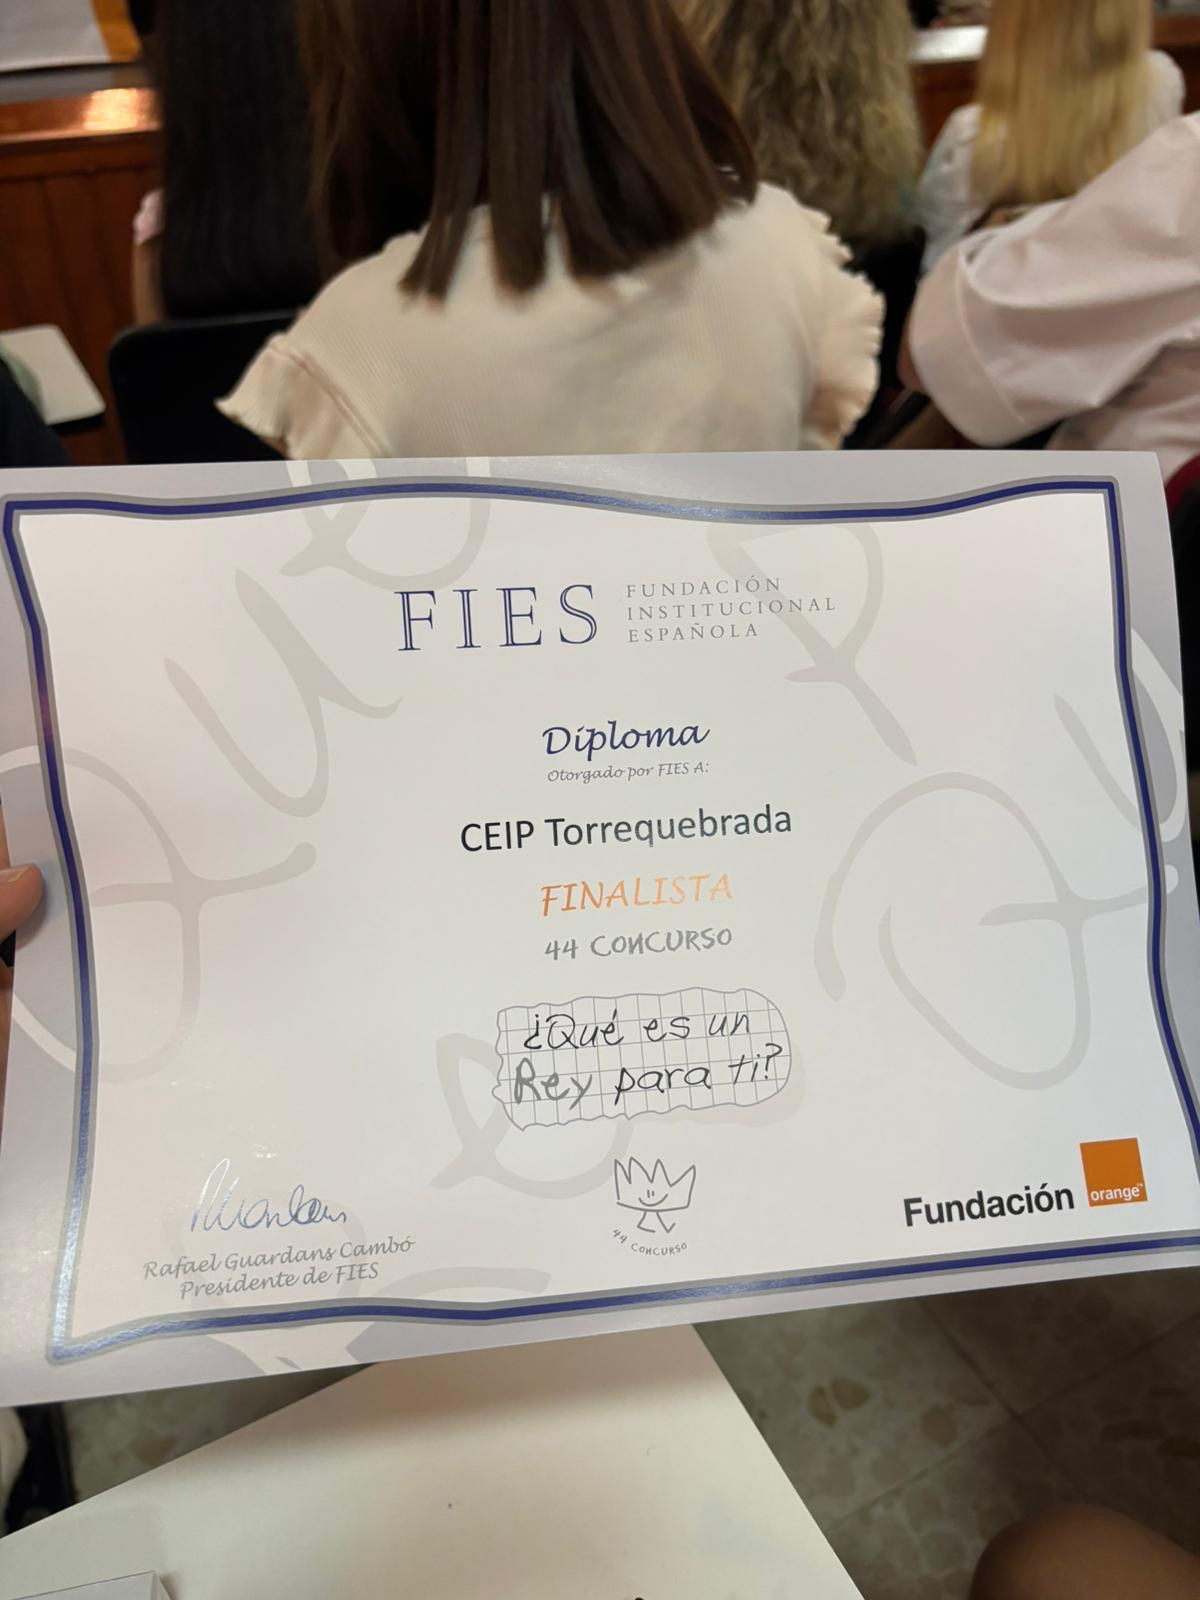 FIES
FUNDACIÓN
INSTITUCIONAL
ESPAÑOLA
Diploma
Otorgado por FIES A:
CEIP Torrequebrada
FINALISTA
44 CONCURSO
¿Qué es un
Rey para ti?
44 CONCURSO
Rafael Guardans Cambó
Presidente de FIES
Fundación
orange™